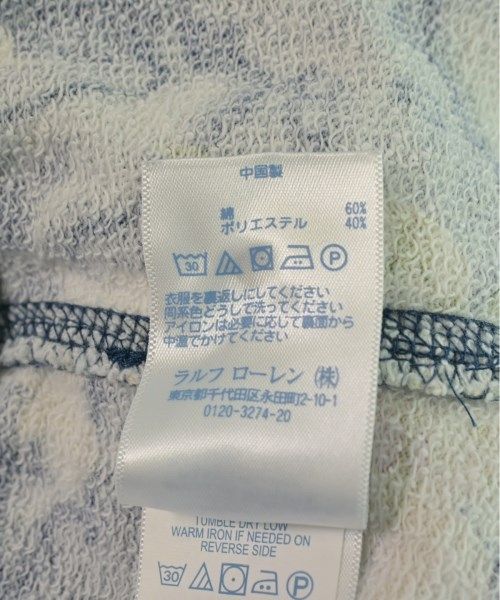 中国製
綿 60%
ポリエステル 40%
30 P
衣服を裏返しにしてください
同系色どうしで洗ってください
アイロンは必要に応じて裏面から
中温でかけてください
ラルフ ローレン (株)
東京都千代田区永田町2-10-1
0120-3274-20
TUMBLE DRY LOW
WARM IRON IF NEEDED ON
REVERSE SIDE
30 P